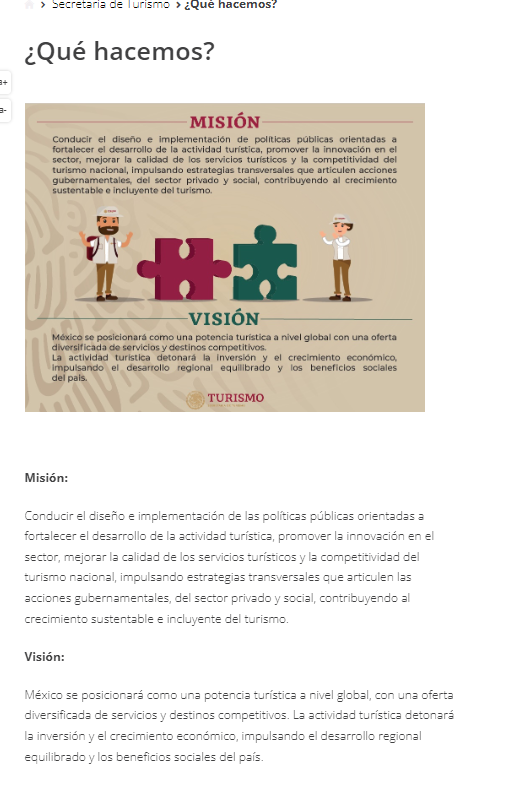 > Secretaría de Turismo > ¿Qué hacemos?
¿Qué hacemos?
a+
a-
MISIÓN
Conducir el diseño e implementación de políticas públicas orientadas a
fortalecer el desarrollo de la actividad turística, promover la innovación en el
sector, mejorar la calidad de los servicios turísticos y la competitividad del
turismo nacional, impulsando estrategias transversales que articulen acciones
gubernamentales, del sector privado y social, contribuyendo al crecimiento
sustentable e incluyente del turismo.
VISIÓN
México se posicionará como una potencia turística a nivel global con una oferta
diversificada de servicios y destinos competitivos.
La actividad turística detonará la inversión y el crecimiento económico,
impulsando el desarrollo regional equilibrado y los beneficios sociales
del país.
TURISMO
Misión:
Conducir el diseño e implementación de las políticas públicas orientadas a
fortalecer el desarrollo de la actividad turística, promover la innovación en el
sector, mejorar la calidad de los servicios turísticos y la competitividad del
turismo nacional, impulsando estrategias transversales que articulen las
acciones gubernamentales, del sector privado y social, contribuyendo al
crecimiento sustentable e incluyente del turismo.
Visión:
México se posicionará como una potencia turística a nivel global, con una oferta
diversificada de servicios y destinos competitivos. La actividad turística detonará
la inversión y el crecimiento económico, impulsando el desarrollo regional
equilibrado y los beneficios sociales del país.